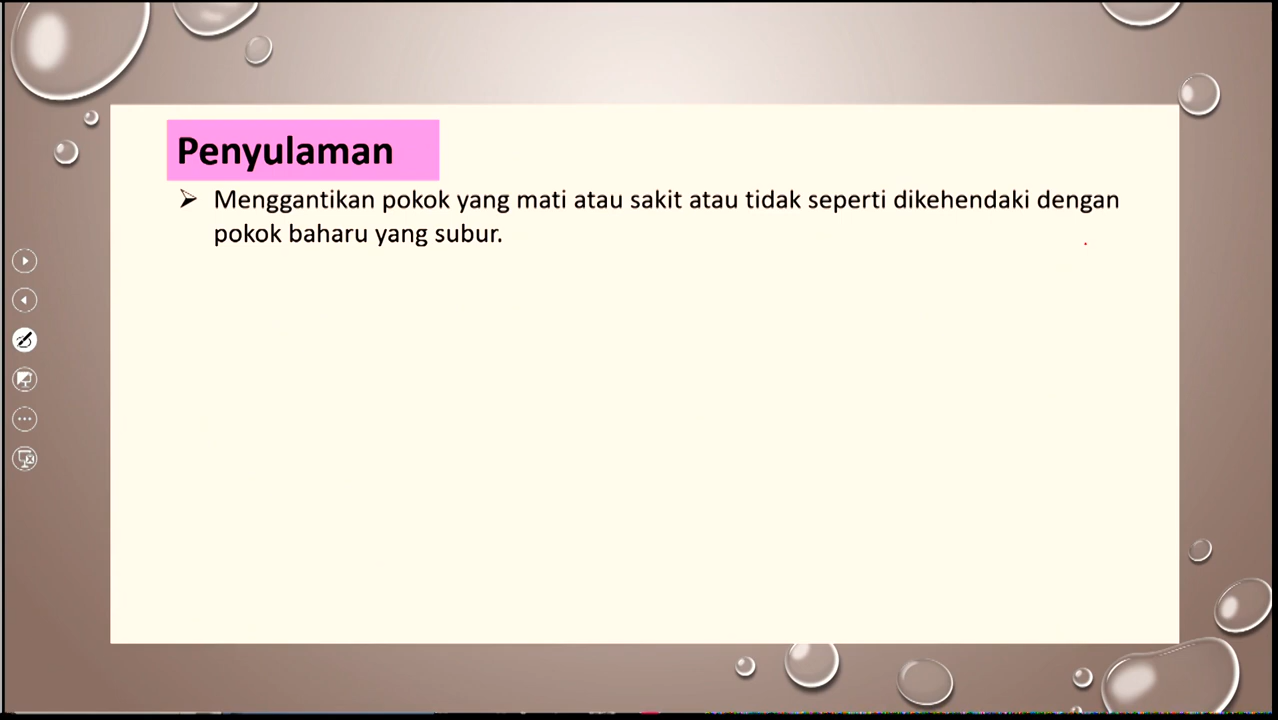 Penyulaman
Menggantikan pokok yang mati atau sakit atau tidak seperti dikehendaki dengan
pokok baharu yang subur.